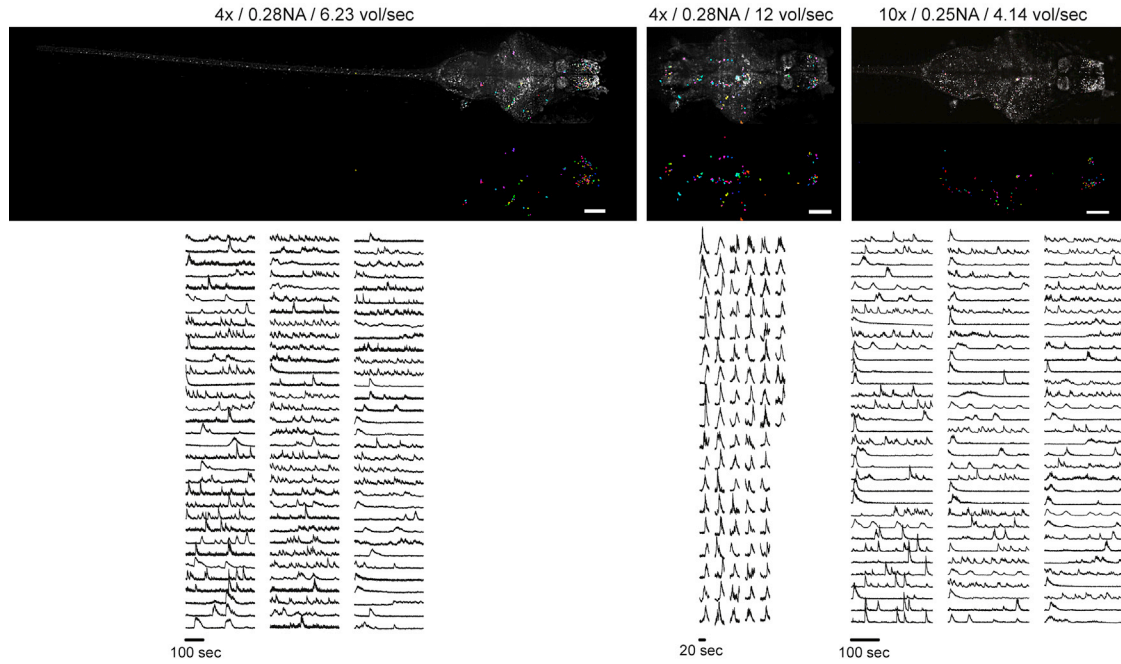 4x / 0.28NA / 6.23 vol/sec
4x / 0.28NA / 12 vol/sec
10x / 0.25NA / 4.14 vol/sec
100 sec
20 sec
100 sec